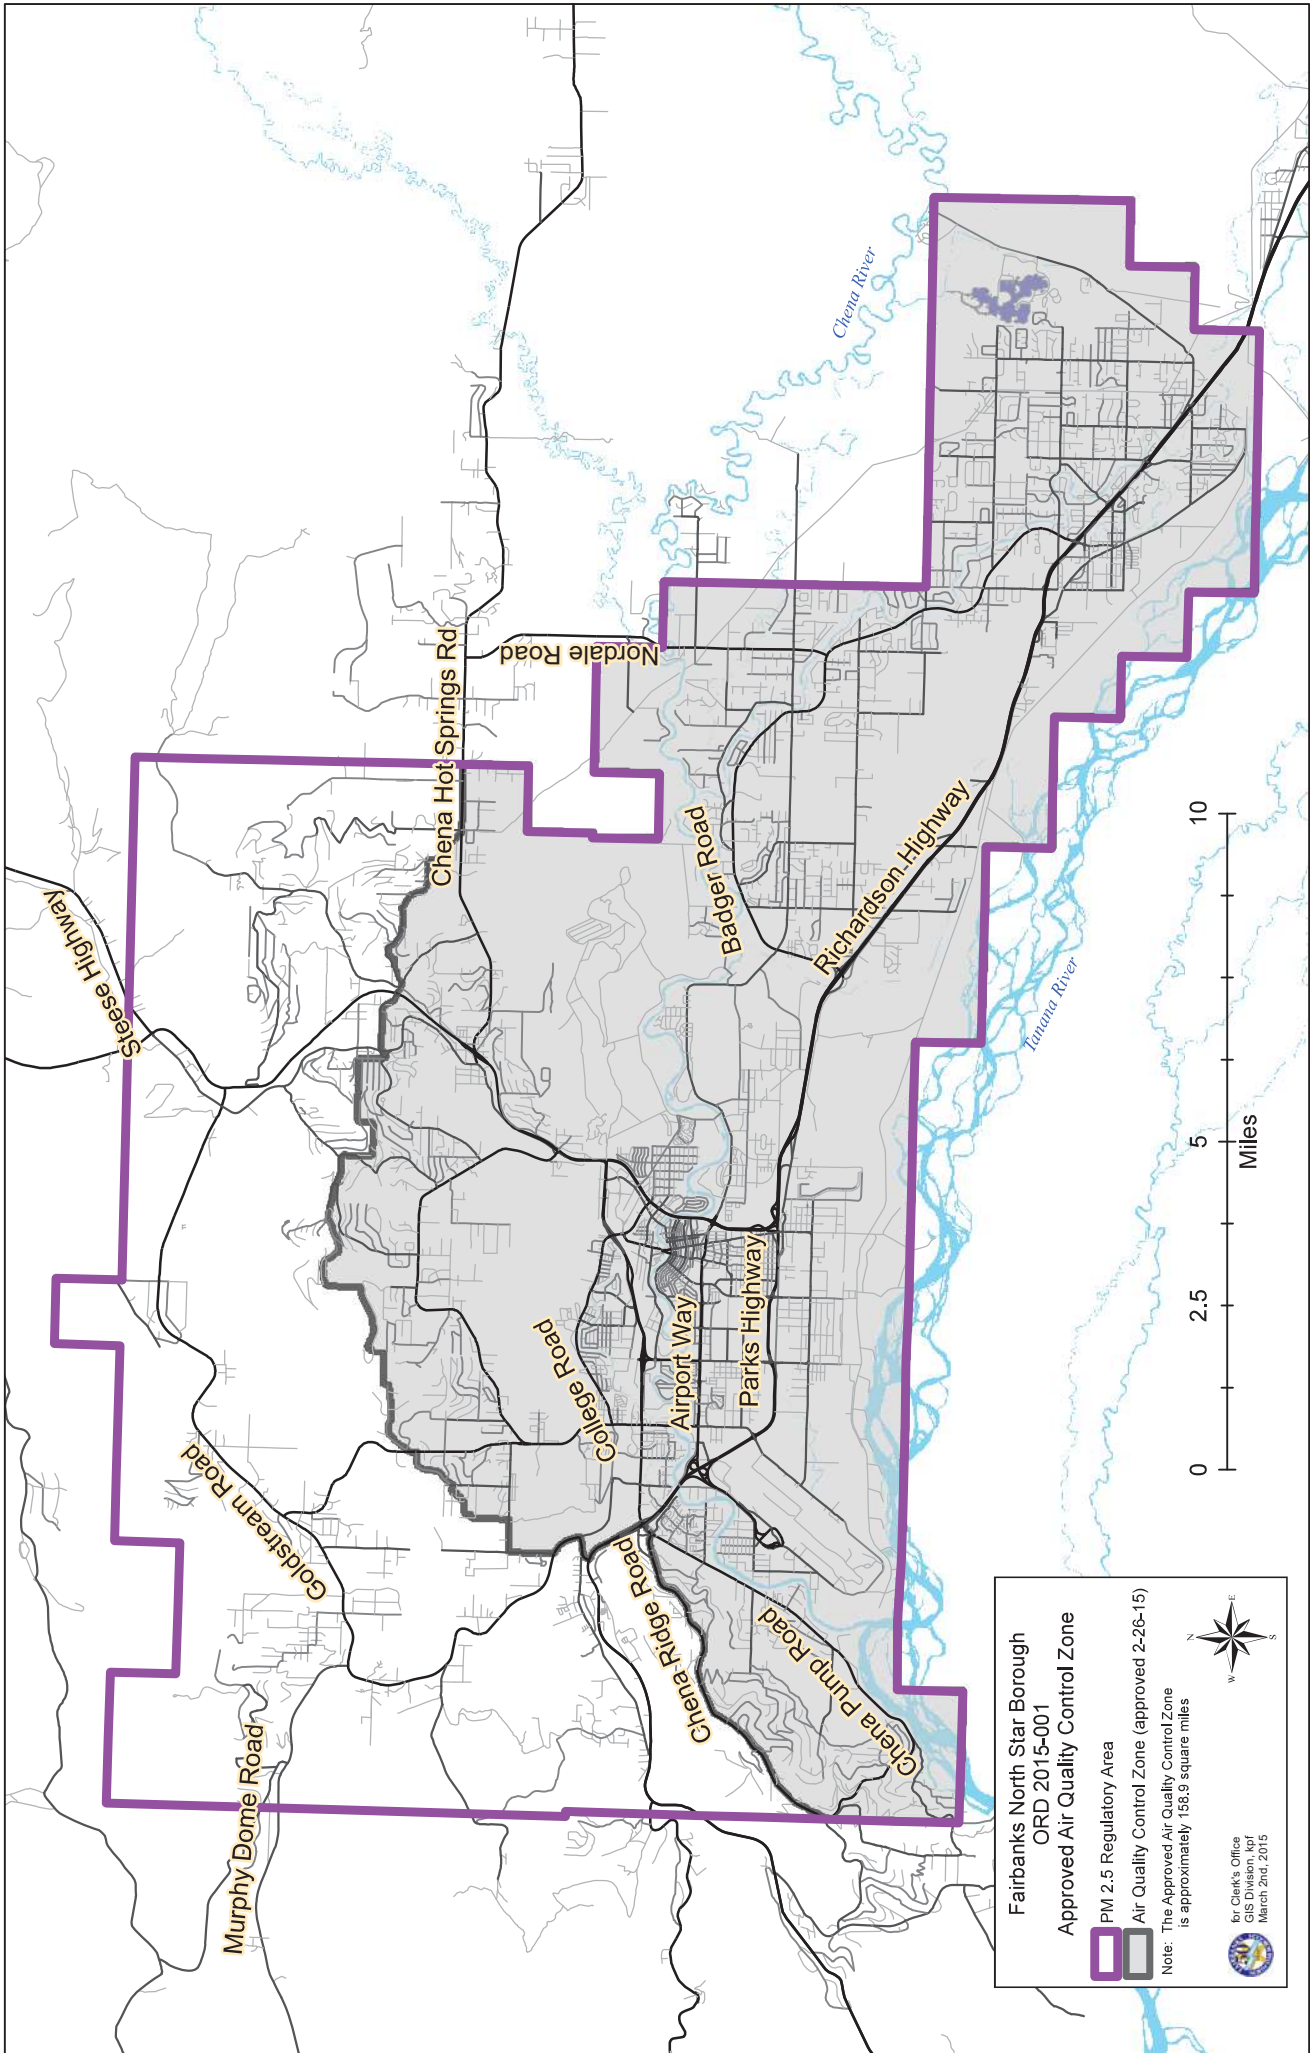 Steese Highway
Chena Hot Springs Rd
Nordale Road
Chena River
Goldstream Road
Murphy Dome Road
College Road
Airport Way
Parks Highway
Badger Road
Richardson Highway
Tanana River
Chena Ridge Road
Chena Pump Road
0 2.5 5 10
Miles
Fairbanks North Star Borough
ORD 2015-001
Approved Air Quality Control Zone
PM 2.5 Regulatory Area
Air Quality Control Zone (approved 2-26-15)
Note: The Approved Air Quality Control Zone
is approximately 158.9 square miles
N
W E
S
for Clerk's Office
GIS Division, kpf
March 2nd, 2015
50